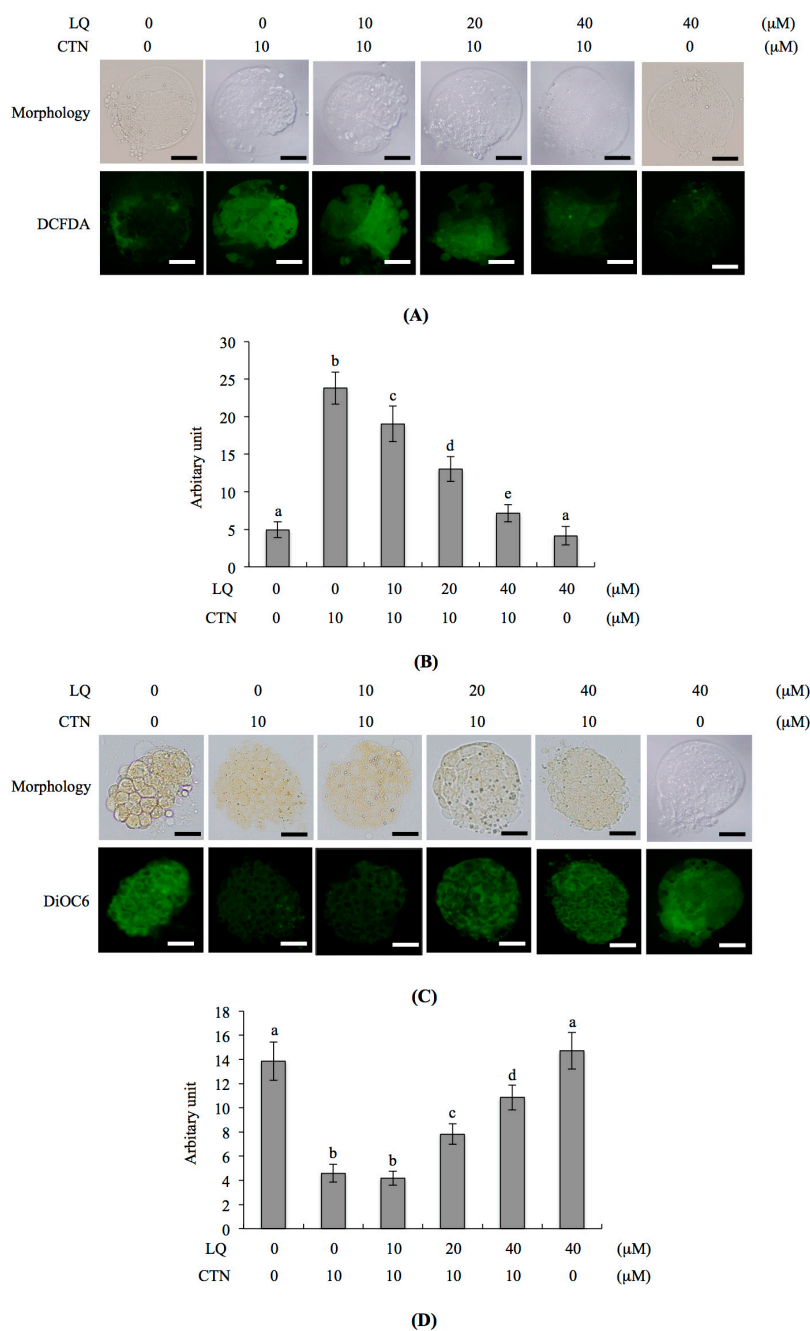 LQ 0 0 10 20 40 40 (μM)
CTN 0 10 10 10 10 0 (μM)
Morphology
DCFDA
(A)
30
b
25
c
20
Arbitary unit
15
d
10
e
a
a
5
0
LQ 0 0 10 20 40 40 (μM)
CTN 0 10 10 10 10 0 (μM)
(B)
LQ 0 0 10 20 40 40 (μM)
CTN 0 10 10 10 10 0 (μM)
Morphology
DiOC6
(C)
18
a
16
a
14
12
d
10
Arbitary unit
c
8
6
b
b
4
2
0
LQ 0 0 10 20 40 40 (μM)
CTN 0 10 10 10 10 0 (μM)
(D)